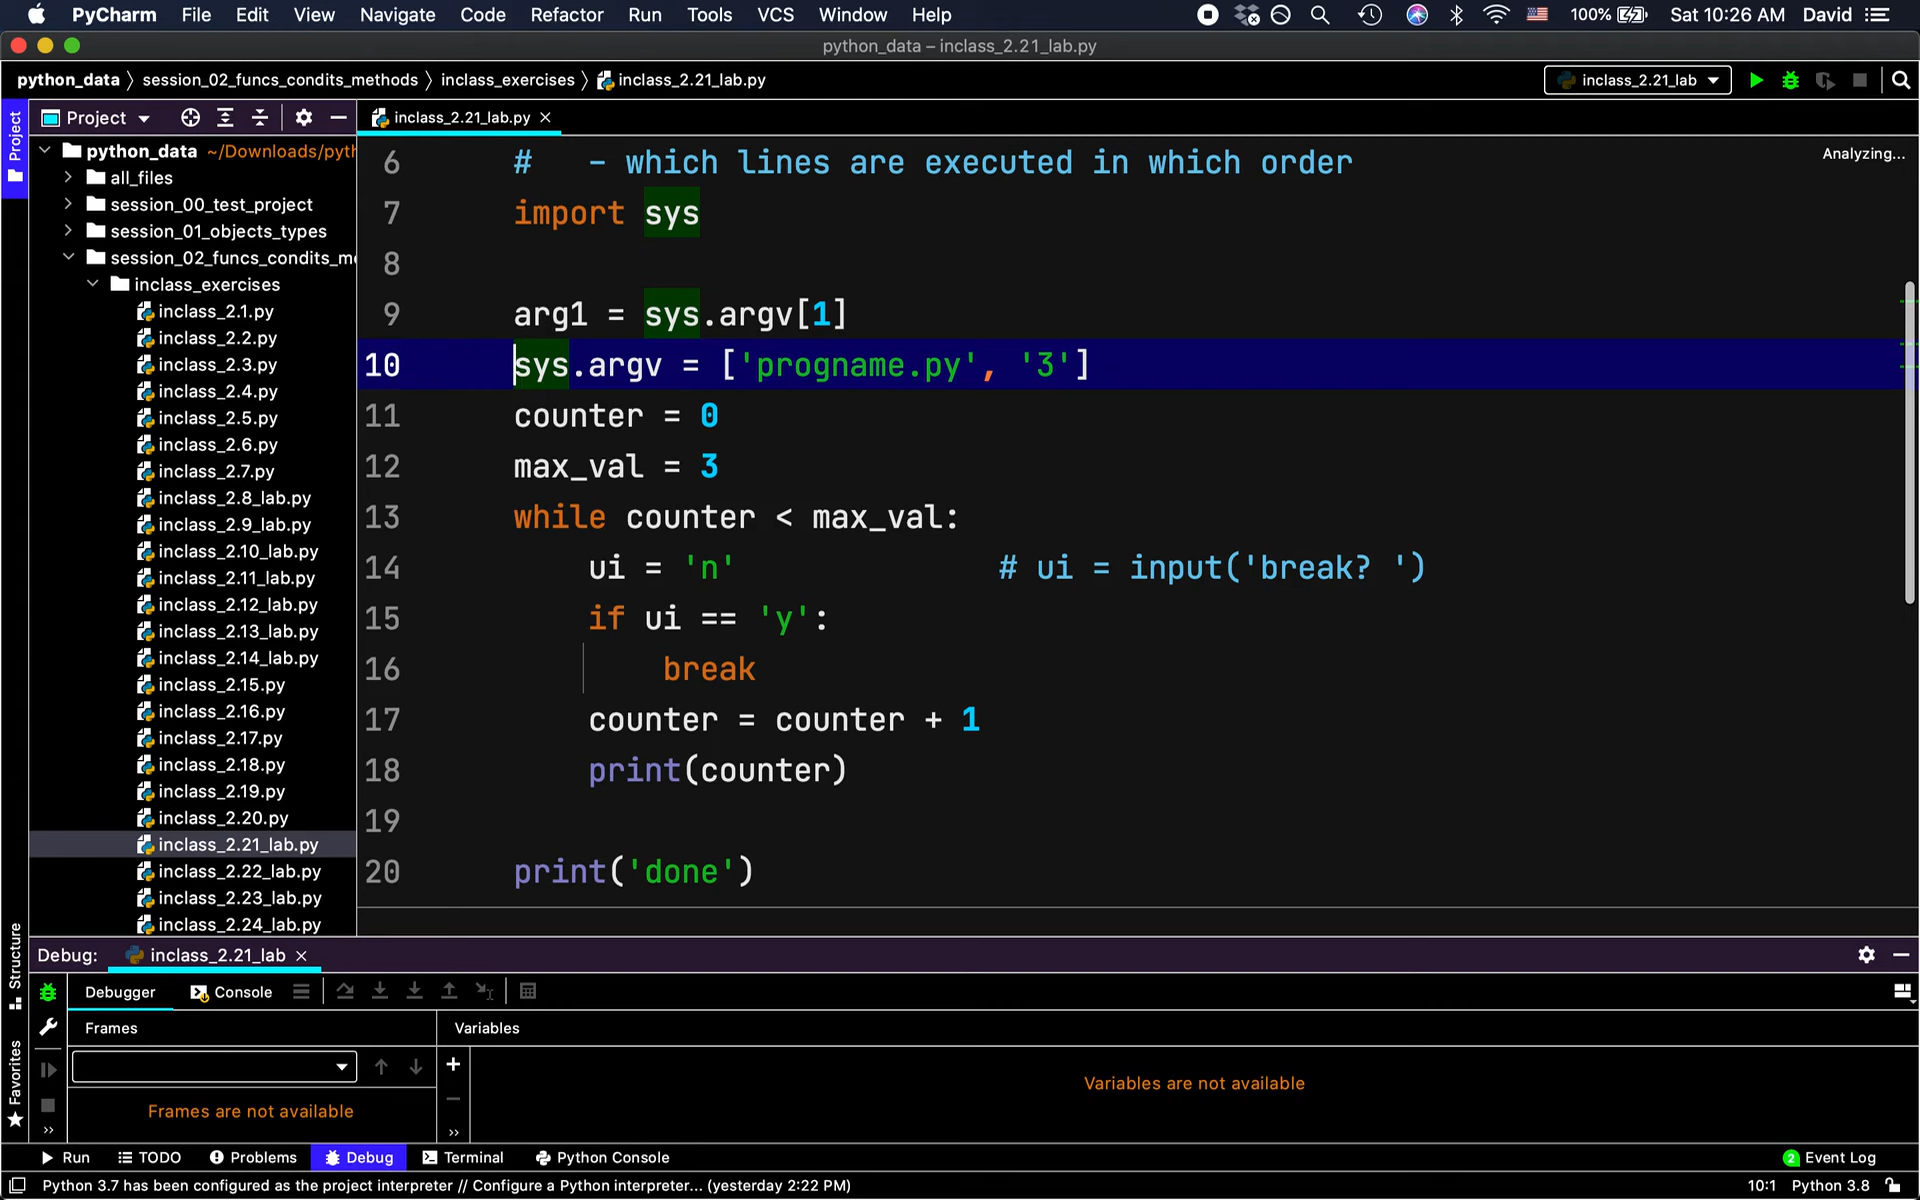 PyCharm File Edit View Navigate Code Refactor Run Tools VCS Window Help 100% Sat 10:26 AM David
python_data – inclass_2.21_lab.py
python_data session_02_funcs_condits_methods inclass_exercises inclass_2.21_lab.py inclass_2.21_lab
Project
Project
inclass_2.21_lab.py
python_data ~/Downloads/pyth
all_files
session_00_test_project
session_01_objects_types
session_02_funcs_condits_me
inclass_exercises
inclass_2.1.py
inclass_2.2.py
inclass_2.3.py
inclass_2.4.py
inclass_2.5.py
inclass_2.6.py
inclass_2.7.py
inclass_2.8_lab.py
inclass_2.9_lab.py
inclass_2.10_lab.py
inclass_2.11_lab.py
inclass_2.12_lab.py
inclass_2.13_lab.py
inclass_2.14_lab.py
inclass_2.15.py
inclass_2.16.py
inclass_2.17.py
inclass_2.18.py
inclass_2.19.py
inclass_2.20.py
inclass_2.21_lab.py
inclass_2.22_lab.py
inclass_2.23_lab.py
inclass_2.24_lab.py
Analyzing...
6 # - which lines are executed in which order
7 import sys
8
9 arg1 = sys.argv[1]
10 sys.argv = ['progname.py', '3']
11 counter = 0
12 max_val = 3
13 while counter < max_val:
14 ui = 'n' # ui = input('break? ')
15 if ui == 'y':
16 break
17 counter = counter + 1
18 print(counter)
19
20 print('done')
Structure
Favorites
Debug: inclass_2.21_lab
Debugger Console
Frames Variables
Frames are not available
Variables are not available
Run TODO Problems Debug Terminal Python Console 2 Event Log
Python 3.7 has been configured as the project interpreter // Configure a Python interpreter... (yesterday 2:22 PM) 10:1 Python 3.8